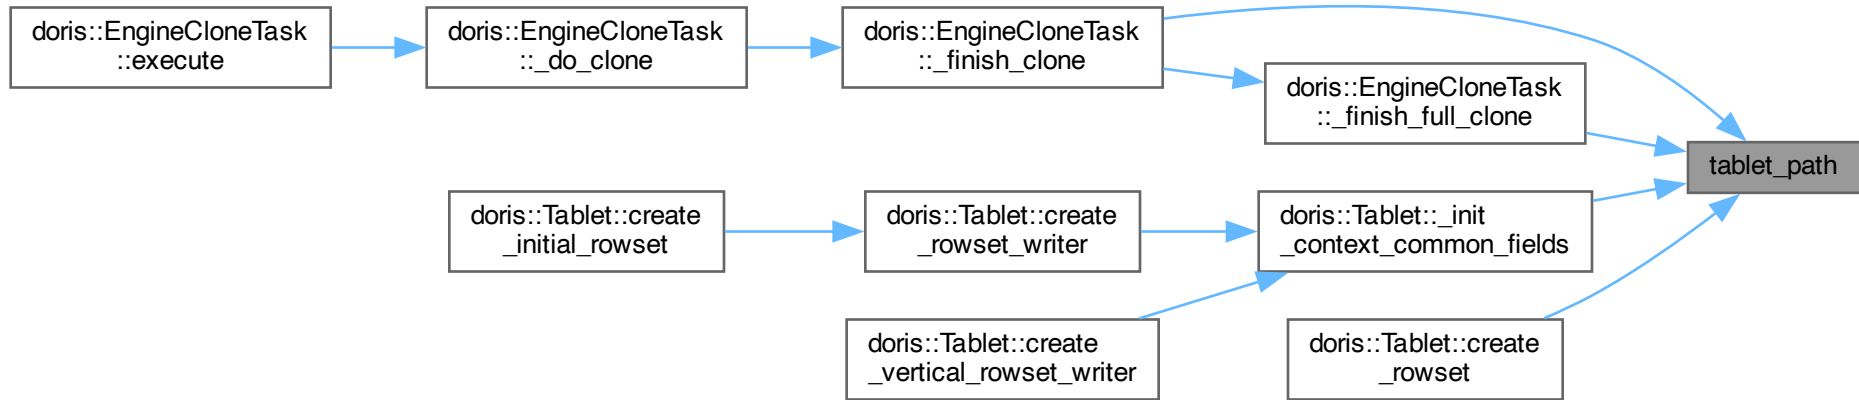 doris::EngineCloneTask
::execute
doris::EngineCloneTask
::_do_clone
doris::EngineCloneTask
::_finish_clone
doris::EngineCloneTask
::_finish_full_clone
tablet_path
doris::Tablet::create
_initial_rowset
doris::Tablet::create
_rowset_writer
doris::Tablet::_init
_context_common_fields
doris::Tablet::create
_vertical_rowset_writer
doris::Tablet::create
_rowset